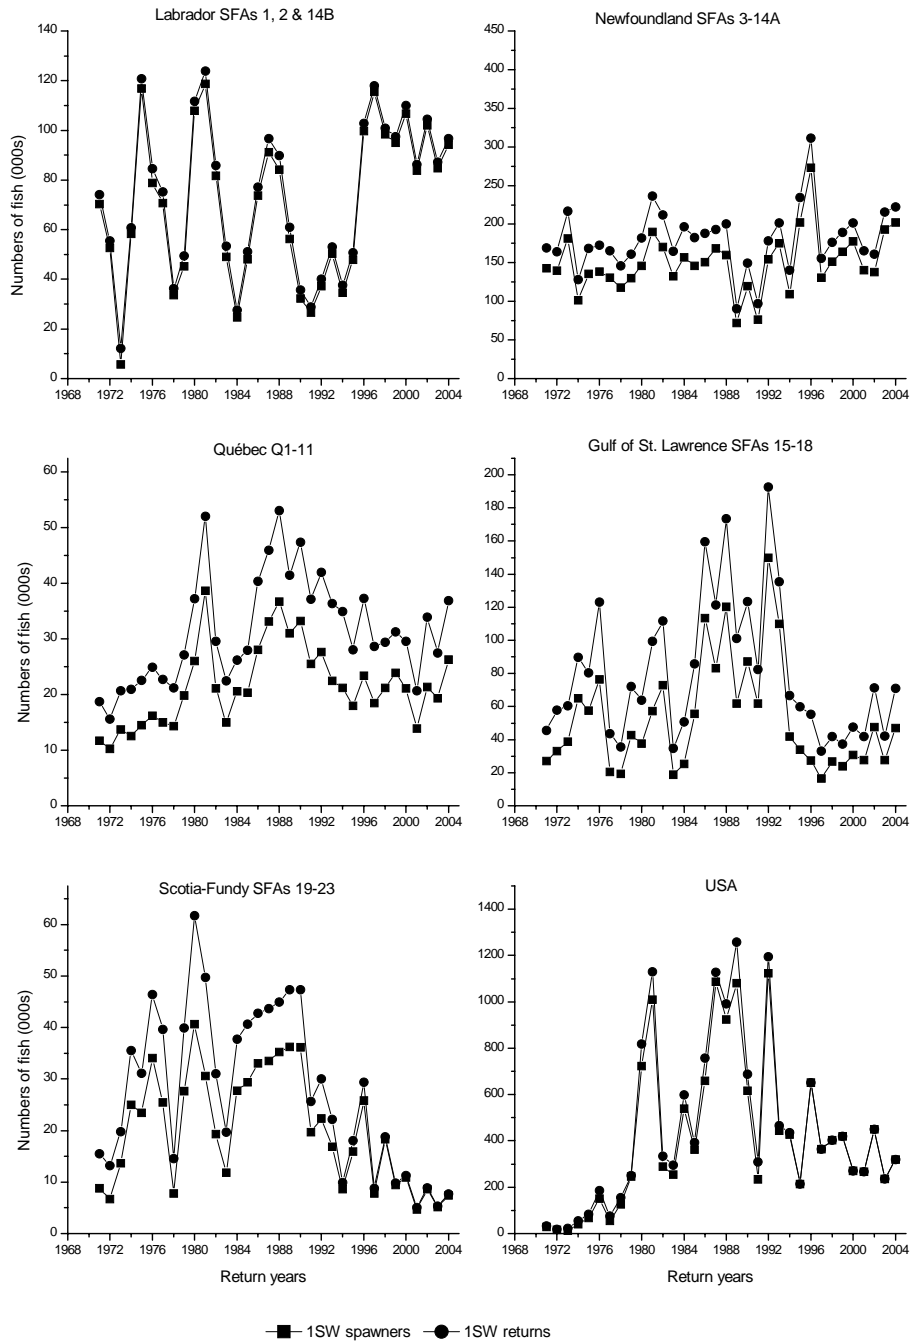 Labrador SFAs 1, 2 & 14B
Numbers of fish (000s)
140
120
100
80
60
40
20
0
1968 1972 1976 1980 1984 1988 1992 1996 2000 2004
Newfoundland SFAs 3-14A
450
400
350
300
250
200
150
100
50
0
1968 1972 1976 1980 1984 1988 1992 1996 2000 2004
Québec Q1-11
Numbers of fish (000s)
60
50
40
30
20
10
0
1968 1972 1976 1980 1984 1988 1992 1996 2000 2004
Gulf of St. Lawrence SFAs 15-18
200
180
160
140
120
100
80
60
40
20
0
1968 1972 1976 1980 1984 1988 1992 1996 2000 2004
Scotia-Fundy SFAs 19-23
Numbers of fish (000s)
60
50
40
30
20
10
0
1968 1972 1976 1980 1984 1988 1992 1996 2000 2004
Return years
USA
1400
1200
1000
800
600
400
200
0
1968 1972 1976 1980 1984 1988 1992 1996 2000 2004
Return years
1SW spawners 1SW returns